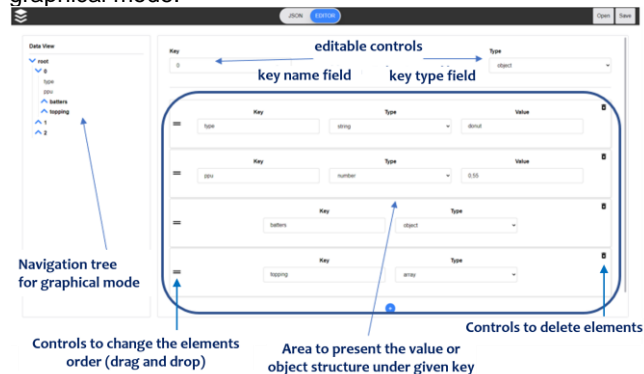 graphical mode.
JSON EDITOR Open Save
Data View
root
0
type
ppu
batters
topping
1
2
Key Type
editable controls
0 object
key name field key type field
Key Type Value
type string donut
Key Type Value
ppu number 0.55
Key Type
batters object
Key Type
topping array
Navigation tree
for graphical mode
Controls to change the elements
order (drag and drop)
Area to present the value or
object structure under given key
Controls to delete elements